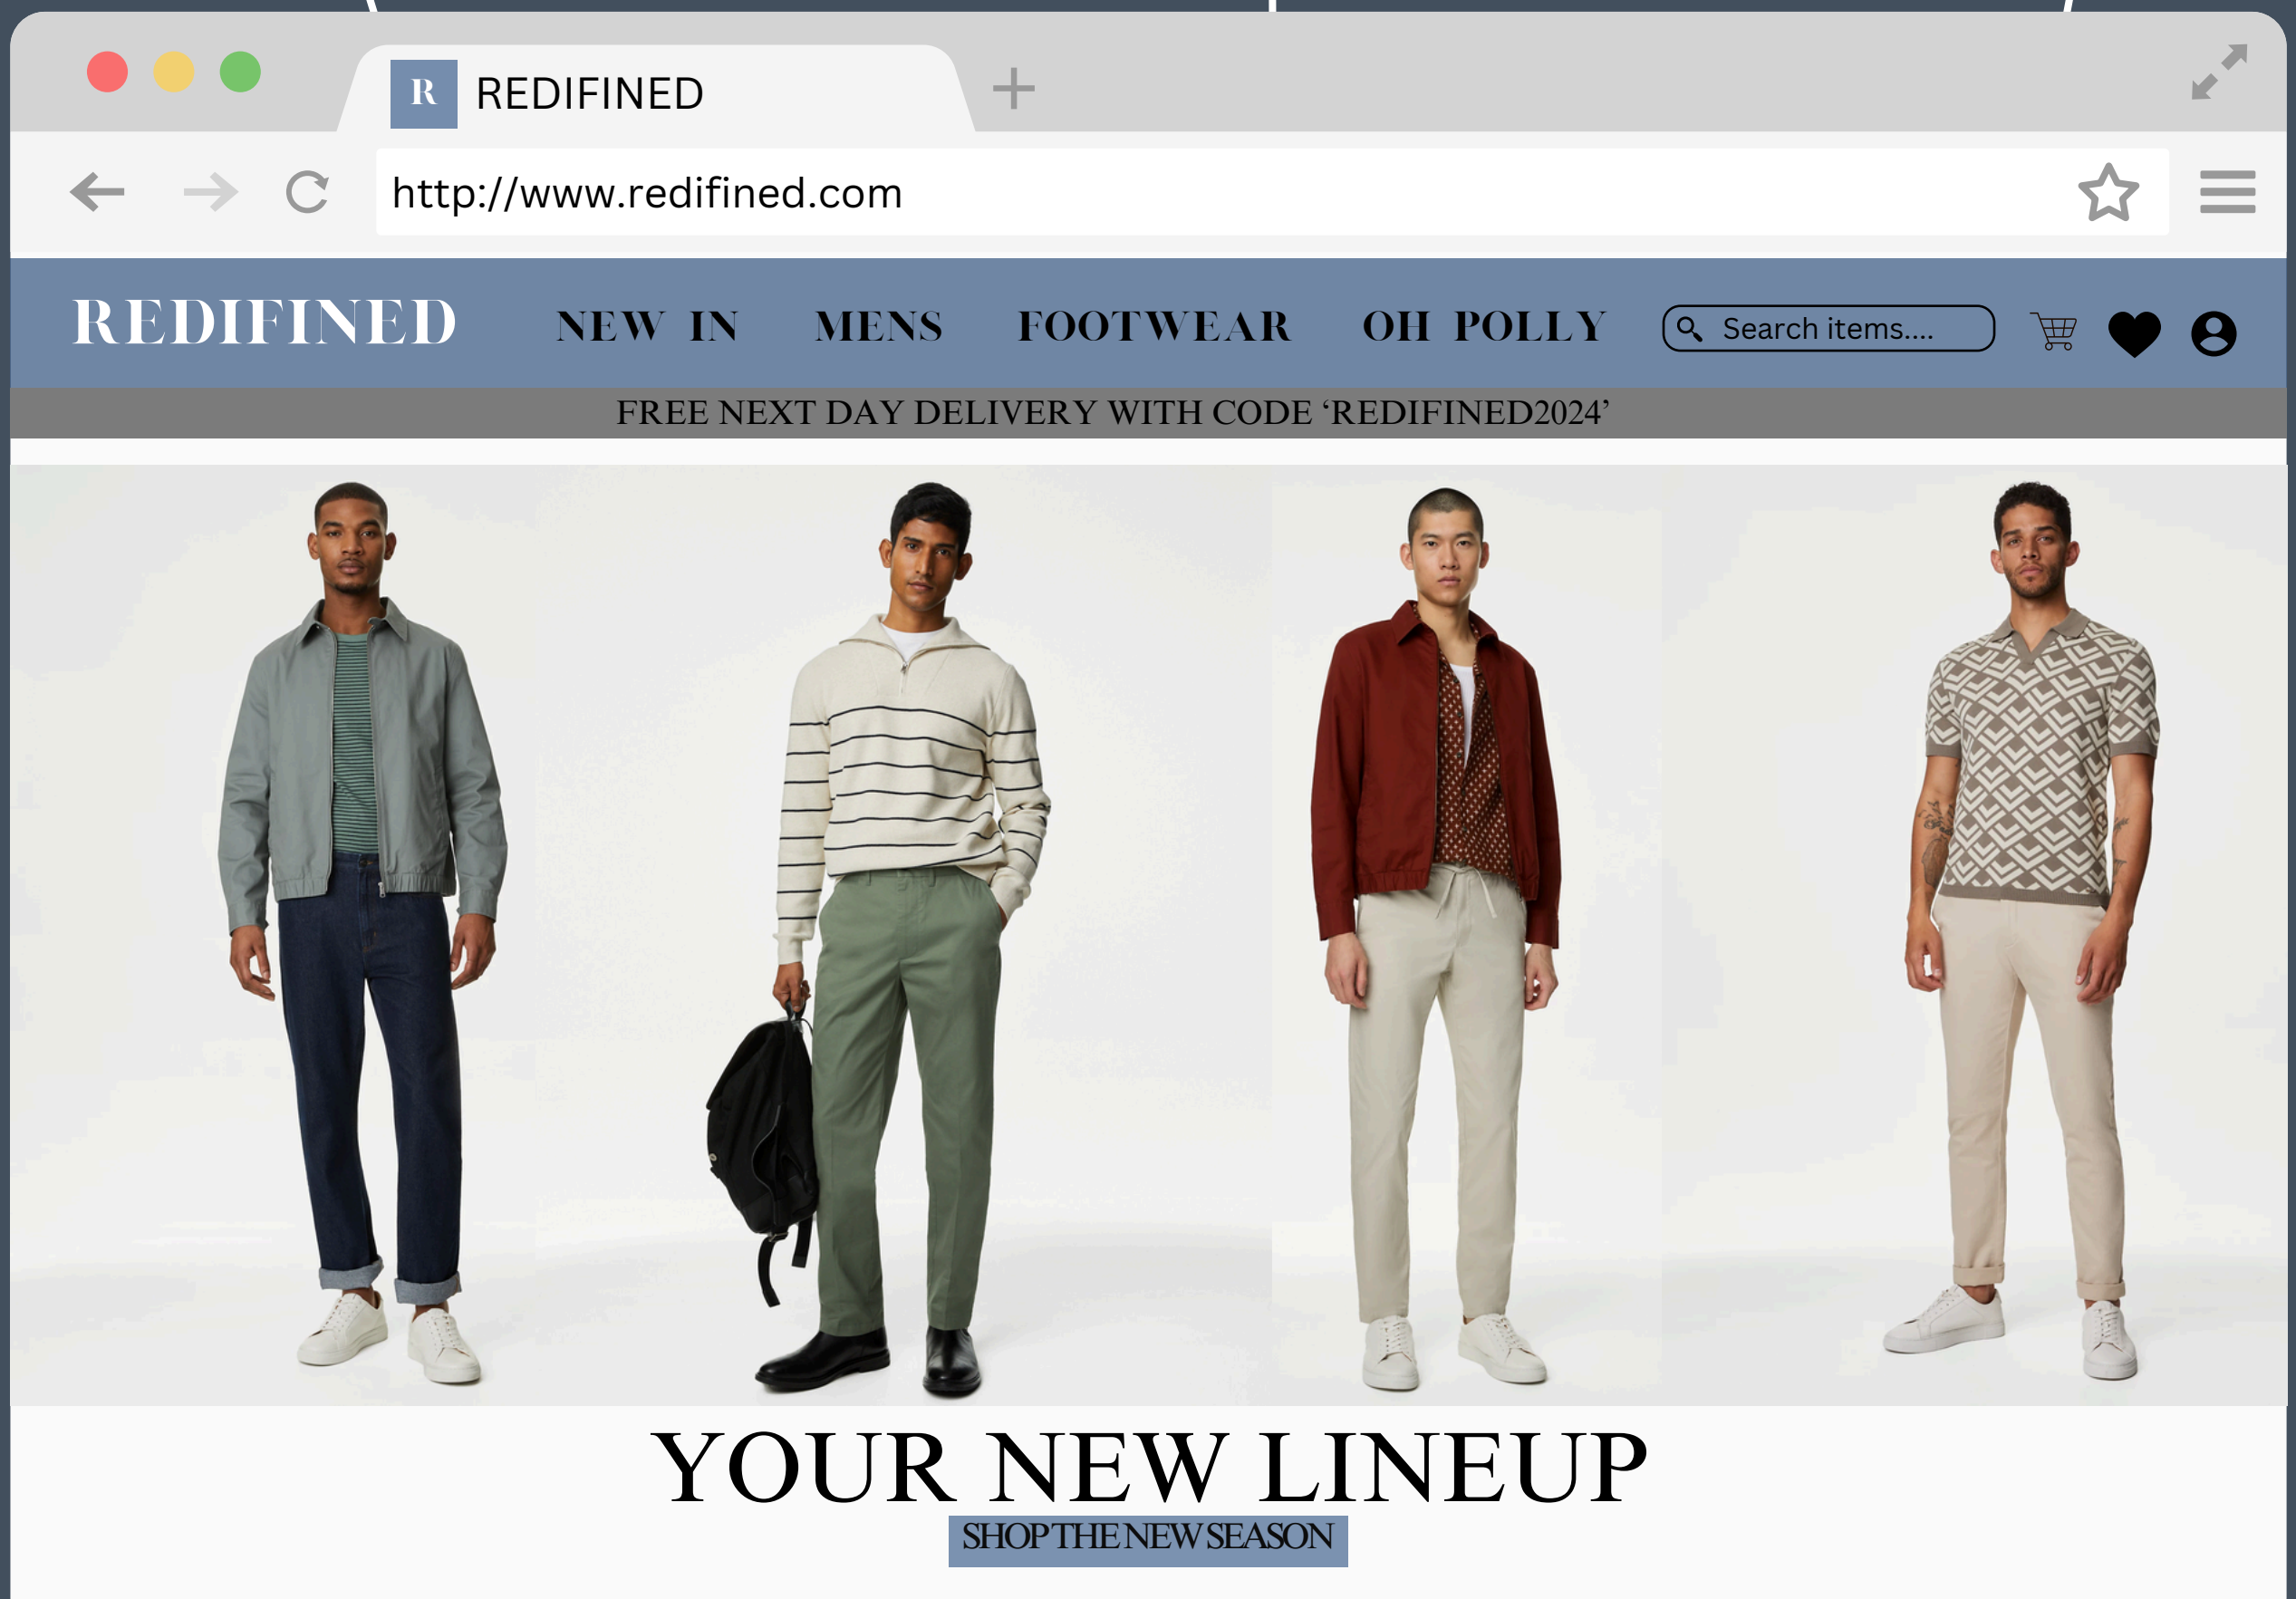 R REDIFINED
http://www.redifined.com
REDIFINED NEW IN MENS FOOTWEAR OH POLLY Search items....
FREE NEXT DAY DELIVERY WITH CODE ‘REDIFINED2024’
YOUR NEW LINEUP
SHOP THE NEW SEASON